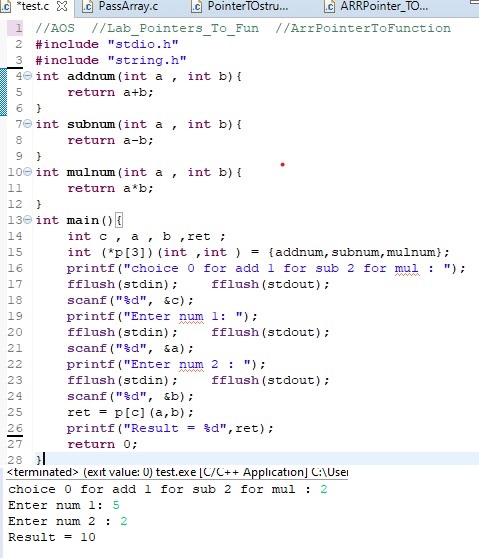 *test.c
PassArray.c
PointerTOstru...
ARRPointer_TO...
1 //AOS //Lab_Pointers_To_Fun //ArrPointerToFunction
2 #include "stdio.h"
3 #include "string.h"
4 int addnum(int a , int b){
5 return a+b;
6 }
7 int subnum(int a , int b){
8 return a-b;
9 }
10 int mulnum(int a , int b){
11 return a*b;
12 }
13 int main(){
14 int c , a , b ,ret ;
15 int (*p[3])(int ,int ) = {addnum,subnum,mulnum};
16 printf("choice 0 for add 1 for sub 2 for mul : ");
17 fflush(stdin); fflush(stdout);
18 scanf("%d", &c);
19 printf("Enter num 1: ");
20 fflush(stdin); fflush(stdout);
21 scanf("%d", &a);
22 printf("Enter num 2 : ");
23 fflush(stdin); fflush(stdout);
24 scanf("%d", &b);
25 ret = p[c](a,b);
26 printf("Result = %d",ret);
27 return 0;
28 }
<terminated> (exit value: 0) test.exe [C/C++ Application] C:\User
choice 0 for add 1 for sub 2 for mul : 2
Enter num 1: 5
Enter num 2 : 2
Result = 10